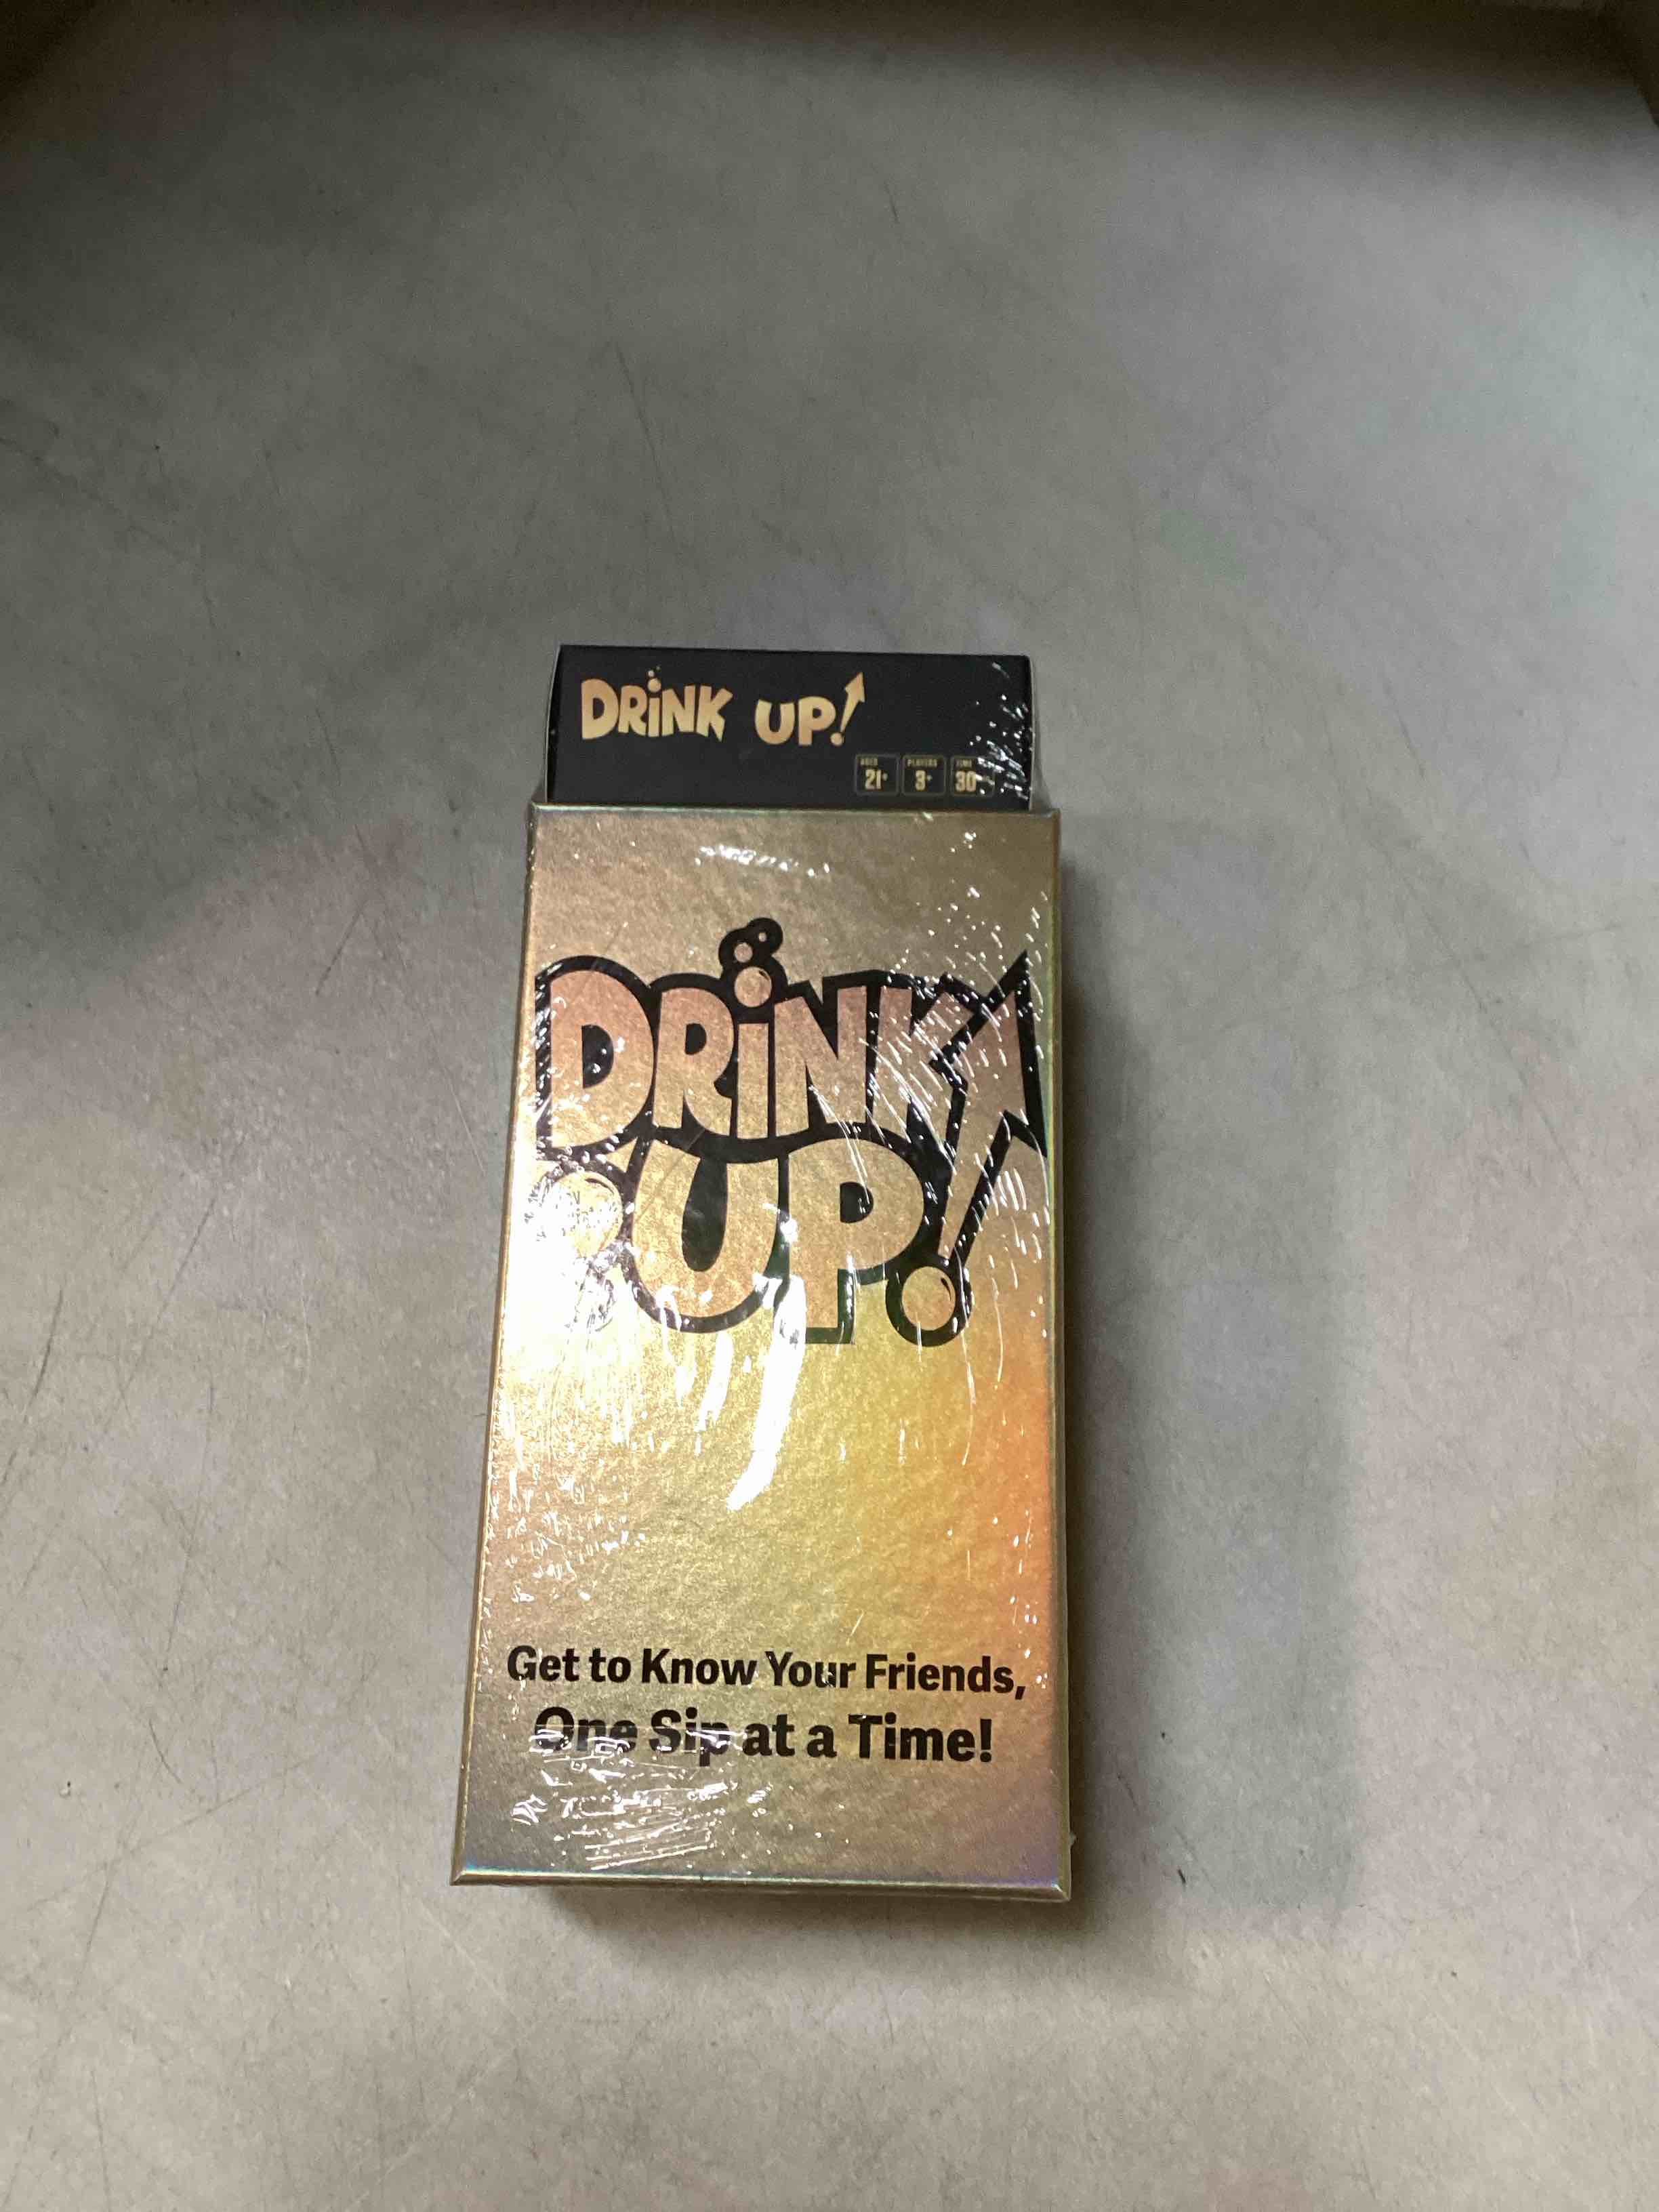 DRiNK UP!
AGES PLAYERS TIME
21+ 3+ 30
DRiNK
UP!
Get to Know Your Friends,
One Sip at a Time!